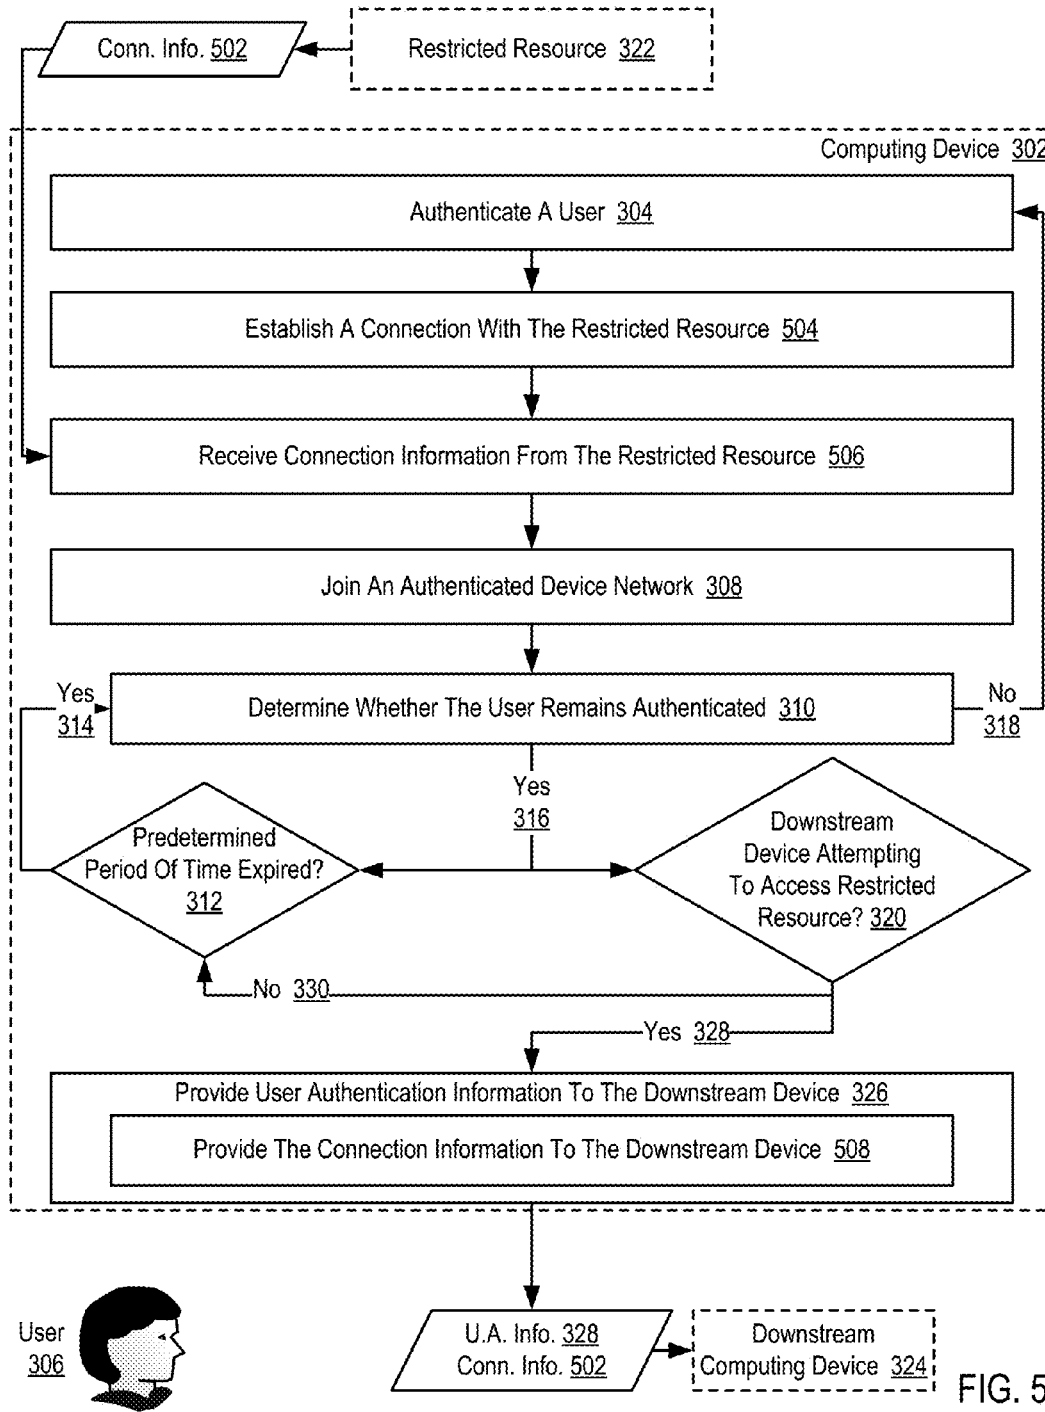 Conn. Info. 502
Restricted Resource 322
Computing Device 302
Authenticate A User 304
Establish A Connection With The Restricted Resource 504
Receive Connection Information From The Restricted Resource 506
Join An Authenticated Device Network 308
Determine Whether The User Remains Authenticated 310
Yes
314
No
318
Yes
316
Predetermined
Period Of Time Expired?
312
Downstream
Device Attempting
To Access Restricted
Resource? 320
No 330
Yes 328
Provide User Authentication Information To The Downstream Device 326
Provide The Connection Information To The Downstream Device 508
User
306
U.A. Info. 328
Conn. Info. 502
Downstream
Computing Device 324
FIG. 5